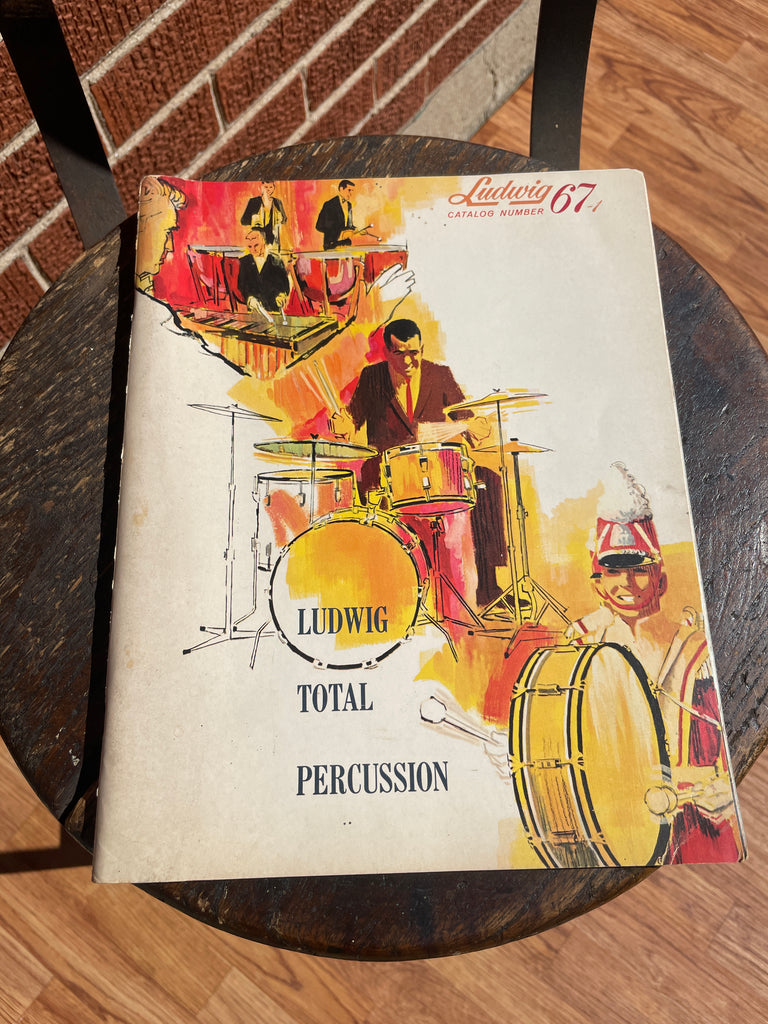 Ludwig 67-1
CATALOG NUMBER
LUDWIG
TOTAL
PERCUSSION